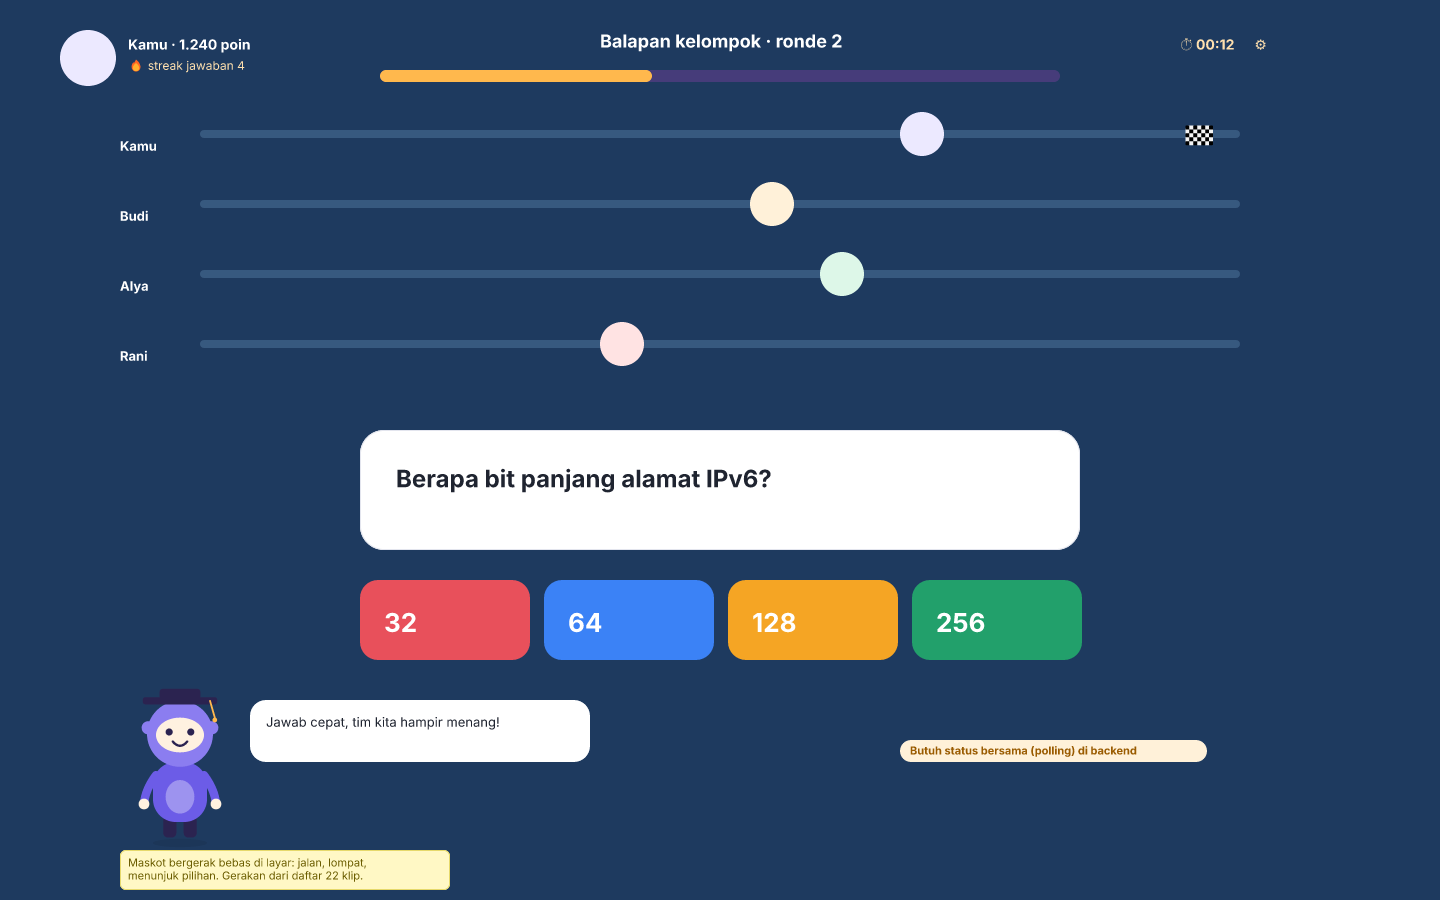 Kamu · 1.240 poin
🔥 streak jawaban 4
Balapan kelompok · ronde 2
⏱ 00:12 ⚙
Kamu
Budi
Alya
Rani
Berapa bit panjang alamat IPv6?
32
64
128
256
Jawab cepat, tim kita hampir menang!
Butuh status bersama (polling) di backend
Maskot bergerak bebas di layar: jalan, lompat,
menunjuk pilihan. Gerakan dari daftar 22 klip.